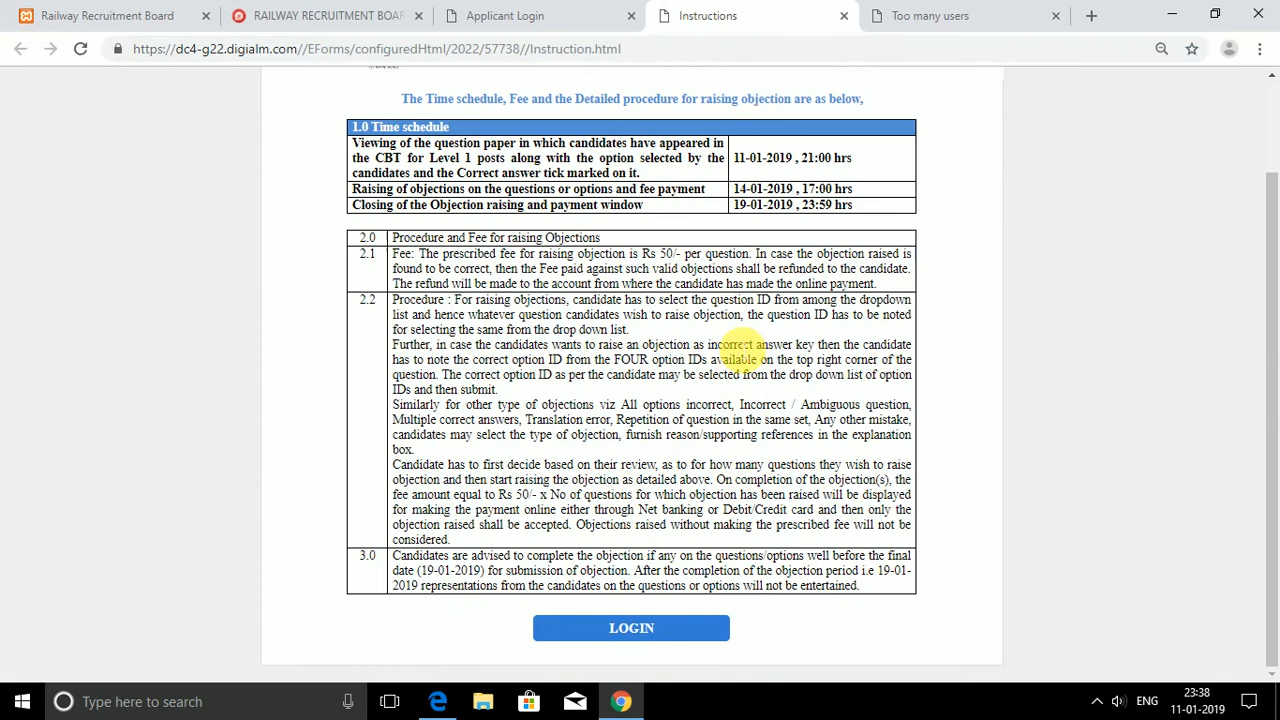 Railway Recruitment Board
RAILWAY RECRUITMENT BOAR
Applicant Login
Instructions
Too many users
https://dc4-g22.digialm.com//EForms/configuredHtml/2022/57738//Instruction.html
The Time schedule, Fee and the Detailed procedure for raising objection are as below,
1.0 Time schedule
Viewing of the question paper in which candidates have appeared in
the CBT for Level 1 posts along with the option selected by the
candidates and the Correct answer tick marked on it.
11-01-2019 , 21:00 hrs
Raising of objections on the questions or options and fee payment
14-01-2019 , 17:00 hrs
Closing of the Objection raising and payment window
19-01-2019 , 23:59 hrs
2.0 Procedure and Fee for raising Objections
2.1 Fee: The prescribed fee for raising objection is Rs 50/- per question. In case the objection raised is
found to be correct, then the Fee paid against such valid objections shall be refunded to the candidate.
The refund will be made to the account from where the candidate has made the online payment.
2.2 Procedure : For raising objections, candidate has to select the question ID from among the dropdown
list and hence whatever question candidates wish to raise objection, the question ID has to be noted
for selecting the same from the drop down list.
Further, in case the candidates wants to raise an objection as incorrect answer key then the candidate
has to note the correct option ID from the FOUR option IDs available on the top right corner of the
question. The correct option ID as per the candidate may be selected from the drop down list of option
IDs and then submit.
Similarly for other type of objections viz All options incorrect, Incorrect / Ambiguous question,
Multiple correct answers, Translation error, Repetition of question in the same set, Any other mistake,
candidates may select the type of objection, furnish reason/supporting references in the explanation
box.
Candidate has to first decide based on their review, as to for how many questions they wish to raise
objection and then start raising the objection as detailed above. On completion of the objection(s), the
fee amount equal to Rs 50/- x No of questions for which objection has been raised will be displayed
for making the payment online either through Net banking or Debit/Credit card and then only the
objection raised shall be accepted. Objections raised without making the prescribed fee will not be
considered.
3.0 Candidates are advised to complete the objection if any on the questions/options well before the final
date (19-01-2019) for submission of objection. After the completion of the objection period i.e 19-01-
2019 representations from the candidates on the questions or options will not be entertained.
LOGIN
Type here to search
ENG
23:38
11-01-2019